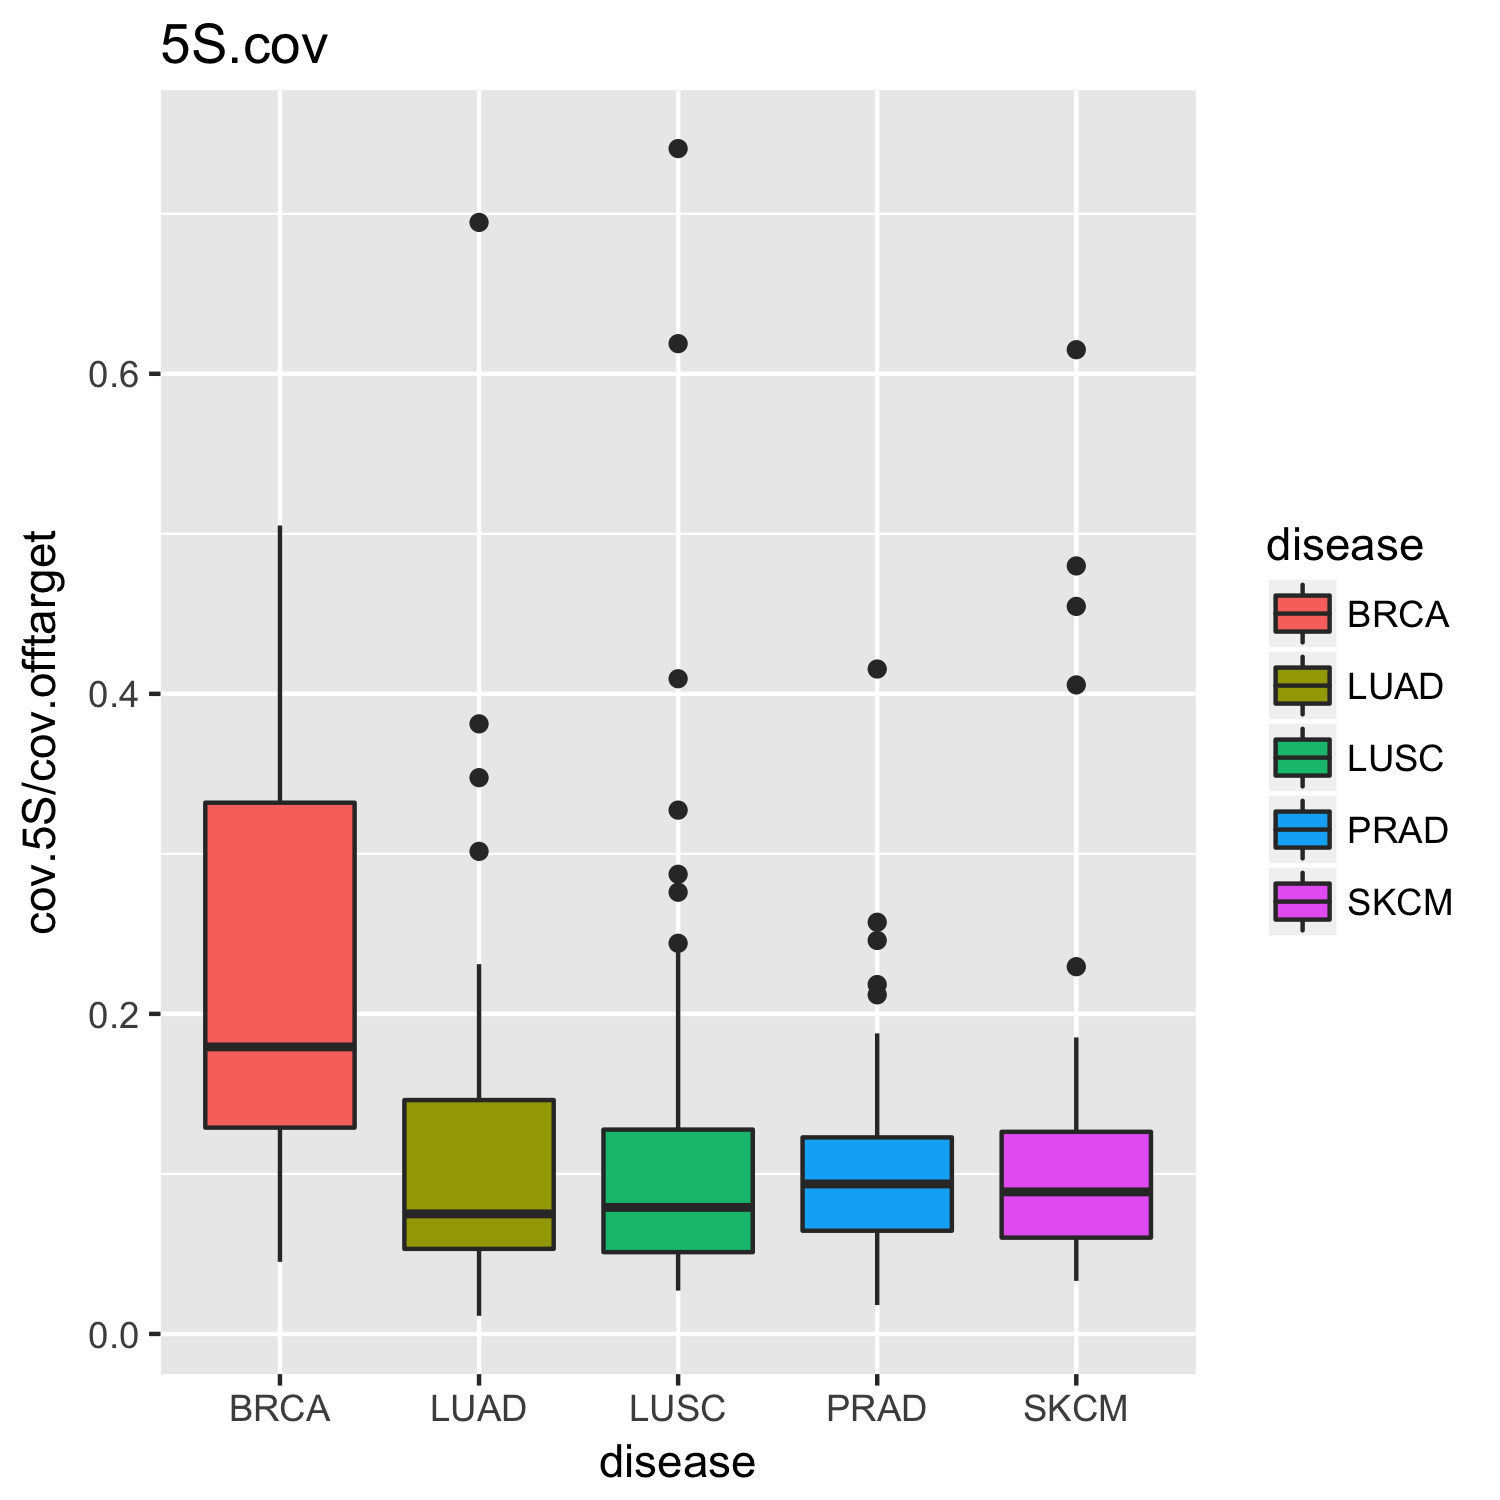 5S.cov
cov.5S/cov.offtarget
0.6
0.4
0.2
0.0
BRCA LUAD LUSC PRAD SKCM
disease
disease
BRCA
LUAD
LUSC
PRAD
SKCM